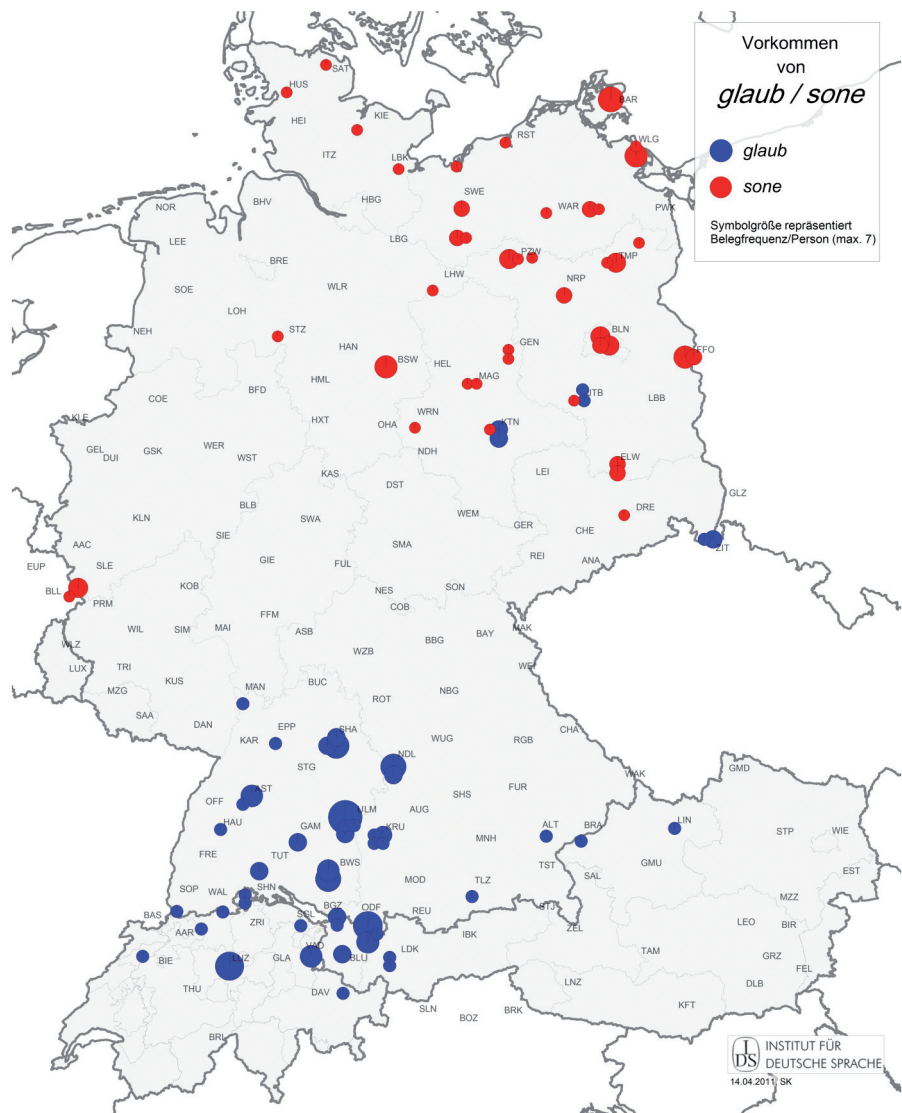 Vorkommen
von
glaub / sone
glaub
sone
Symbolgröße repräsentiert
Belegfrequenz/Person (max. 7)
SAT
HUS
BAR
HEI
KIE
RST
WLG
ITZ
LBK
SWE
WAR
PWK
HBG
BHV
NOR
LEE
LBG
BRE
PZW
TMP
LHW
NRP
SOE
WLR
LOH
NEH
STZ
HAN
BSW
HEL
GEN
BLN
FFO
MAG
HML
BFD
JTB
LBB
COE
KLE
HXT
OHA
WRN
KTN
GEL
DUI
GSK
WER
WST
NDH
ELW
KAS
LEI
DST
GLZ
BLB
KLN
SWA
WEM
GER
CHE
DRE
SIE
AAC
SLE
GIE
SMA
REI
ANA
ZIT
EUP
FUL
BLL
KOB
NES
SON
PRM
COB
FFM
WIL
SIM
MAI
ASB
BBG
BAY
MAK
WLZ
LUX
TRI
WZB
WEI
KUS
BUC
MZG
MAN
ROT
NBG
SAA
DAN
EPP
SHA
CHA
KAR
WUG
RGB
STG
NDL
WAK
GMD
OFF
AST
ULM
AUG
SHS
FUR
HAU
GAM
KRU
ALT
BRA
LIN
STP
WIE
MNH
FRE
TUT
BWS
TST
SAL
GMU
EST
SOP
WAL
SHN
MOD
TLZ
MZZ
BAS
BGZ
ODF
REU
STJ
AAR
ZRI
SGL
IBK
ZEL
LEO
BIR
BIE
LUZ
GLA
VAD
BLU
LDK
TAM
GRZ
FEL
THU
DAV
LNZ
DLB
SLN
BOZ
BRK
KFT
BRI
IDS
INSTITUT FÜR
DEUTSCHE SPRACHE
14.04.2011, SK